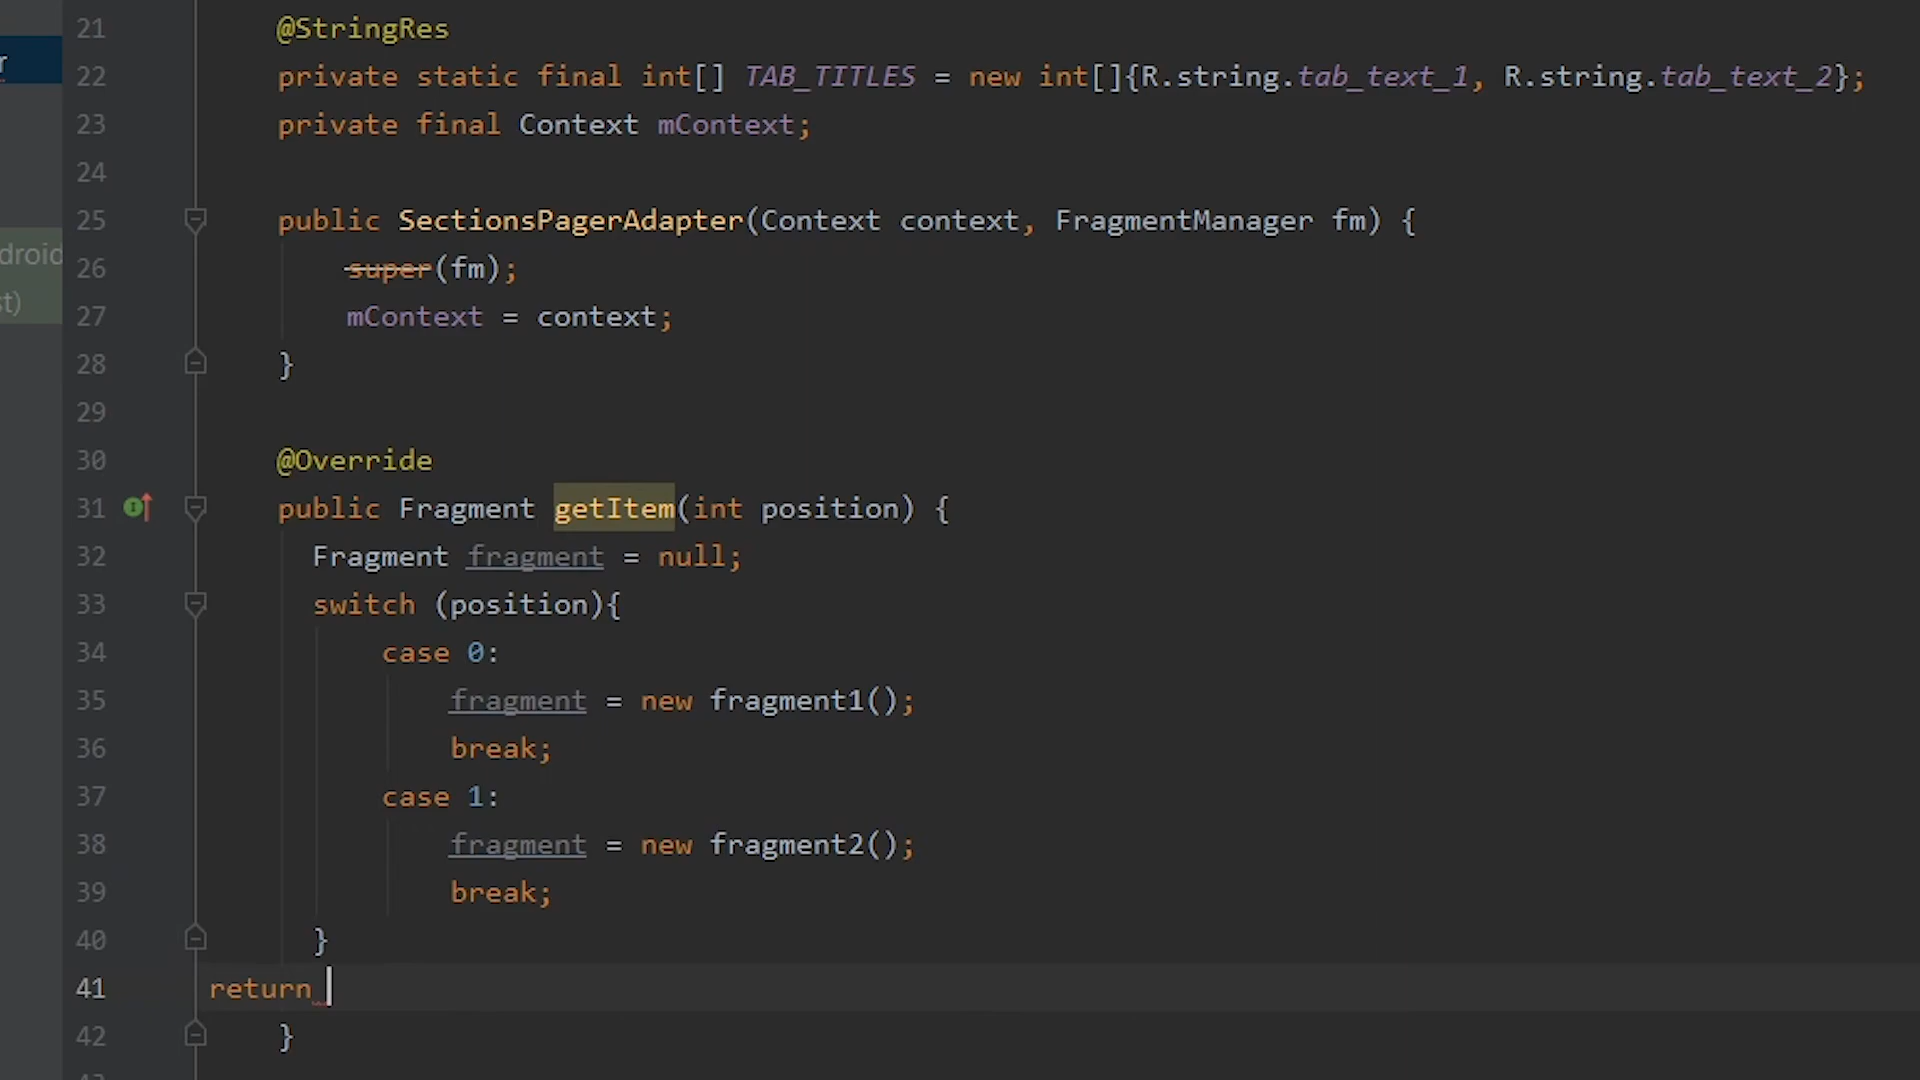 21 @StringRes
r
22 private static final int[] TAB_TITLES = new int[]{R.string.tab_text_1, R.string.tab_text_2};
23 private final Context mContext;
24
25 public SectionsPagerAdapter(Context context, FragmentManager fm) {
droid
26 super(fm);
st)
27 mContext = context;
28 }
29
30 @Override
31 public Fragment getItem(int position) {
32 Fragment fragment = null;
33 switch (position){
34 case 0:
35 fragment = new fragment1();
36 break;
37 case 1:
38 fragment = new fragment2();
39 break;
40 }
41 return
42 }